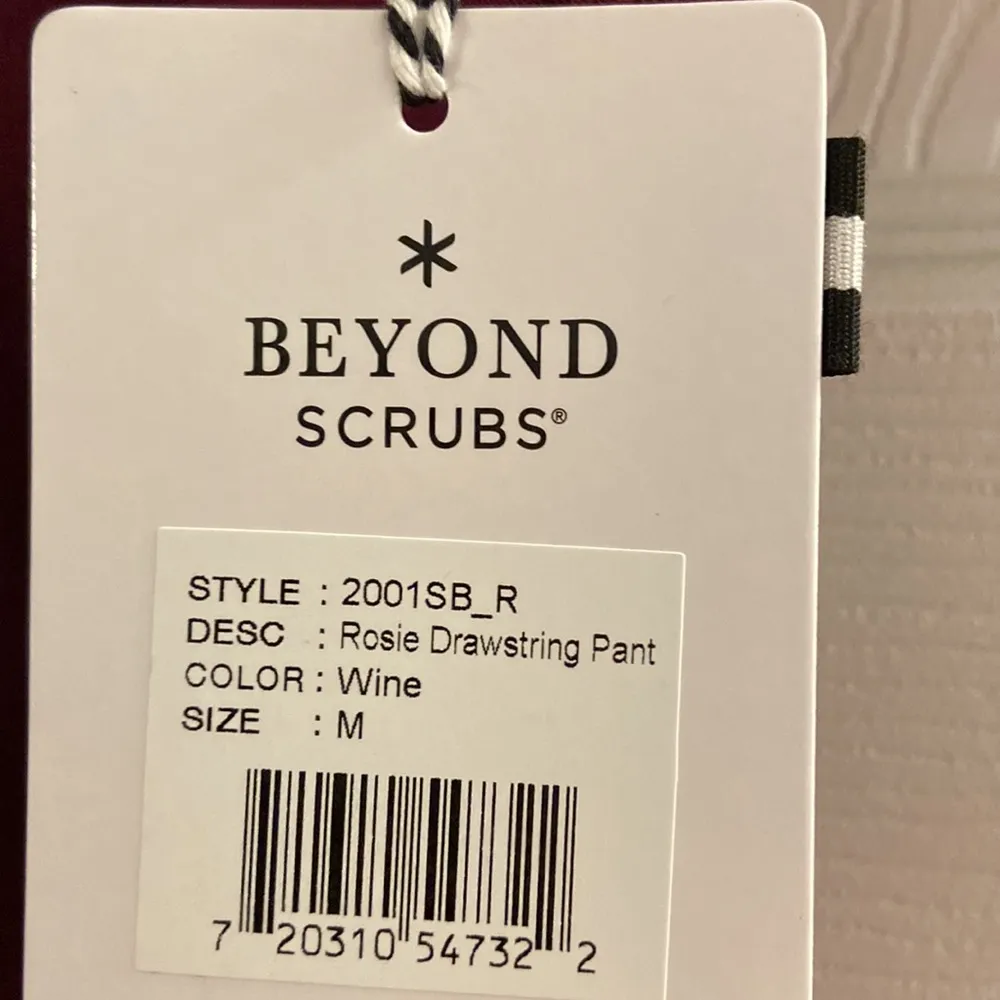 BEYOND
SCRUBS®
STYLE : 2001SB_R
DESC : Rosie Drawstring Pant
COLOR : Wine
SIZE : M
7 20310 54732 2